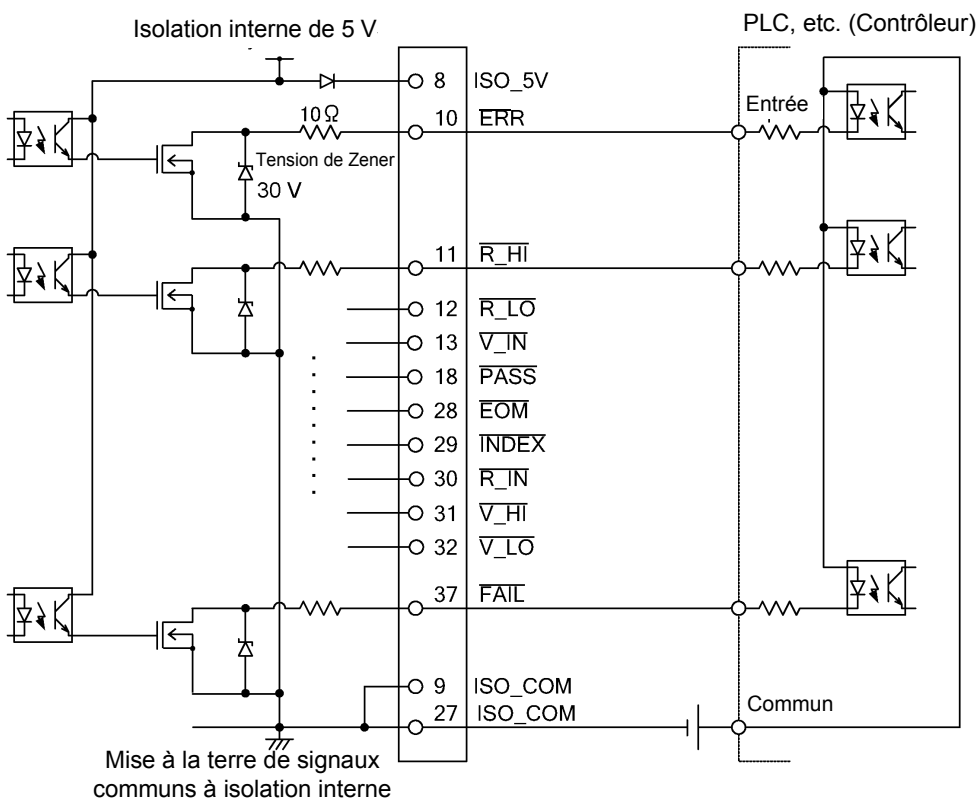 Isolation interne de 5 V
PLC, etc. (Contrôleur)
8 ISO_5V
10 Ω
10 ERR
Entrée
Tension de Zener
30 V
11 R_HI
12 R_LO
13 V_IN
18 PASS
28 EOM
29 INDEX
30 R_IN
31 V_HI
32 V_LO
37 FAIL
9 ISO_COM
27 ISO_COM
Commun
Mise à la terre de signaux
communs à isolation interne